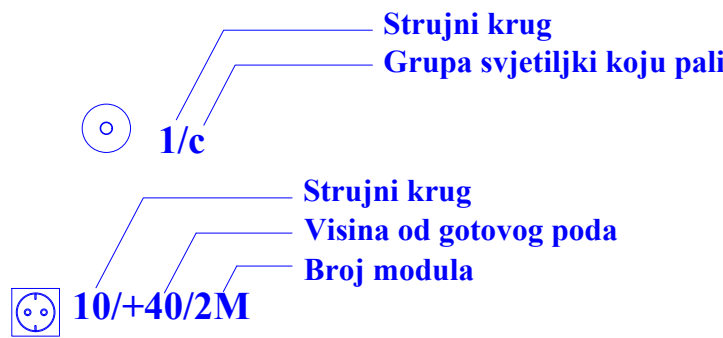 Strujni krug
Grupa svjetiljki koju pali
1/c
Strujni krug
Visina od gotovog poda
Broj modula
10/+40/2M